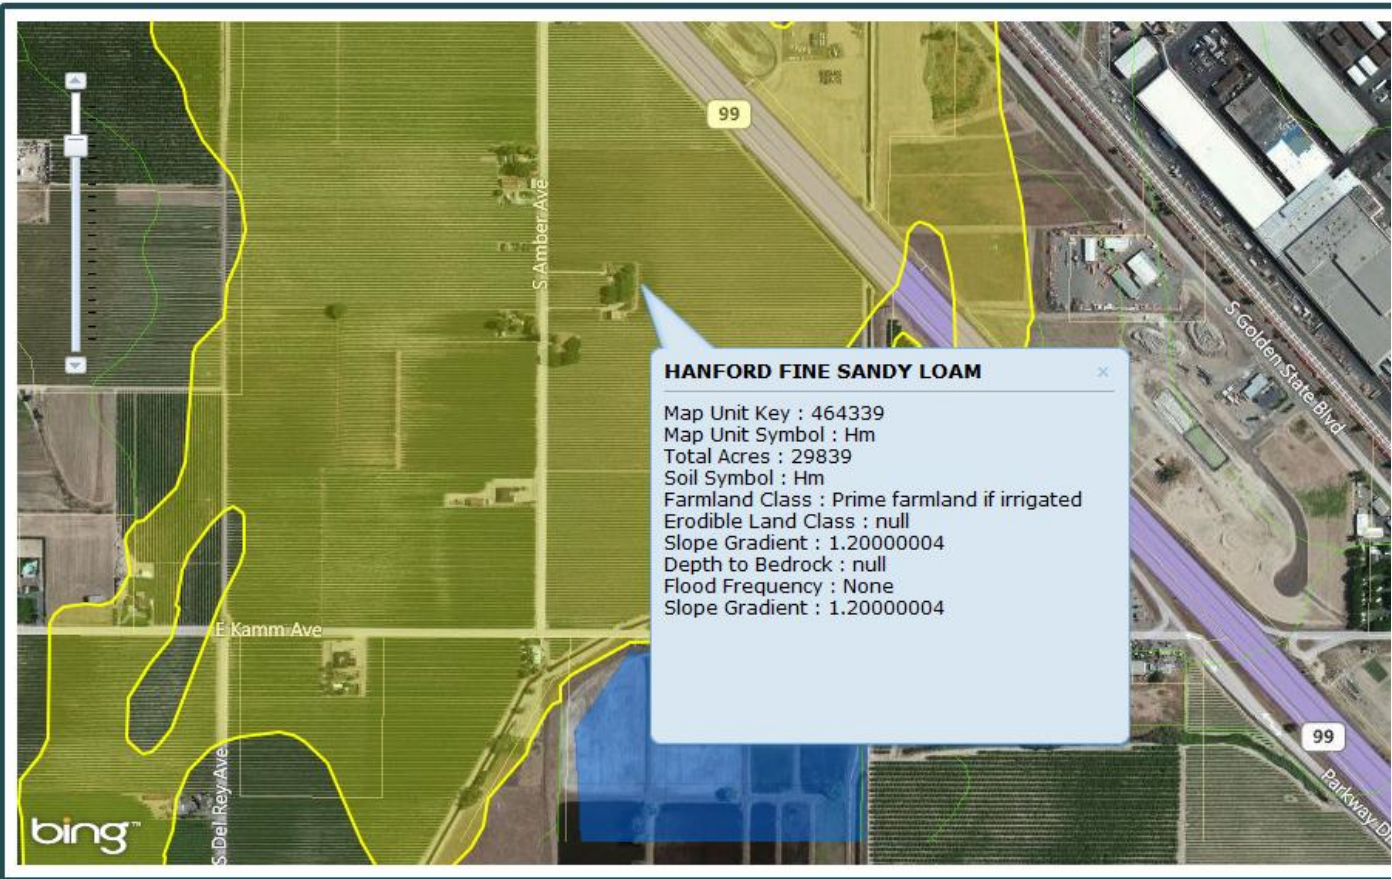 99
S Amber Ave
S Golden State Blvd
HANFORD FINE SANDY LOAM
×
Map Unit Key : 464339
Map Unit Symbol : Hm
Total Acres : 29839
Soil Symbol : Hm
Farmland Class : Prime farmland if irrigated
Erodible Land Class : null
Slope Gradient : 1.20000004
Depth to Bedrock : null
Flood Frequency : None
Slope Gradient : 1.20000004
E Kamm Ave
99
S Del Rey Ave
Parkway D
bing™